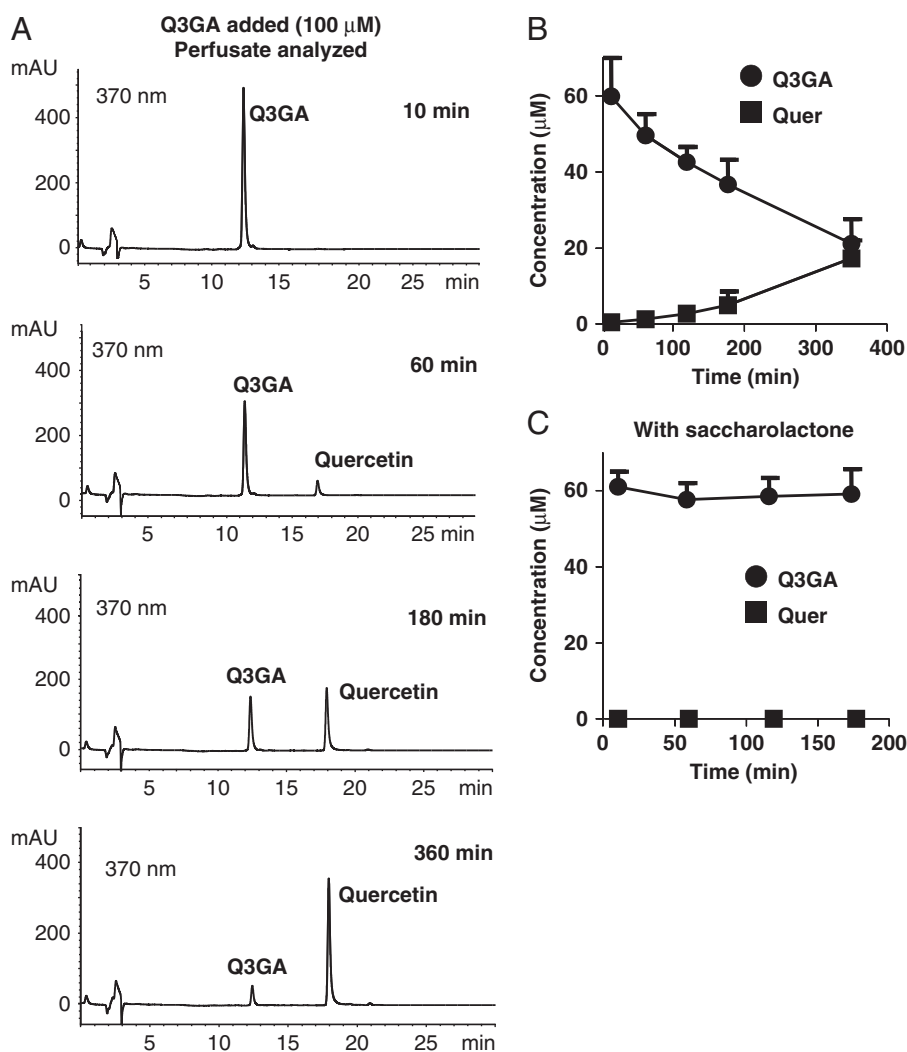 A
Q3GA added (100 μM)
Perfusate analyzed
mAU
370 nm
10 min
Q3GA
400
200
0
5 10 15 20 25 min
mAU
370 nm
60 min
Q3GA
Quercetin
400
200
0
5 10 15 20 25 min
mAU
370 nm
180 min
Q3GA
Quercetin
400
200
0
5 10 15 20 min
mAU
370 nm
360 min
Quercetin
Q3GA
400
200
0
5 10 15 20 min
B
Q3GA
Quer
Concentration (μM)
60
40
20
0
0 100 200 300 400
Time (min)
C
With saccharolactone
Concentration (μM)
60
40
20
0
Q3GA
Quer
0 50 100 150 200
Time (min)